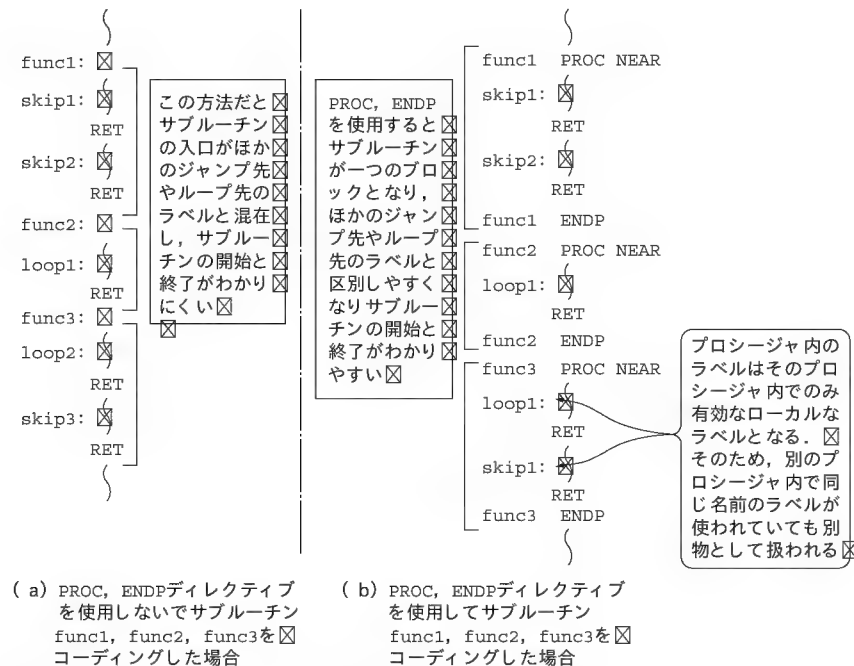 func1:
skip1:
RET
skip2:
RET
func2:
loop1:
RET
func3:
loop2:
RET
skip3:
RET
この方法だと
サブルーチン
の入口がほか
のジャンプ先
やループ先の
ラベルと混在
し，サブルー
チンの開始と
終了がわかり
にくい
(a) PROC, ENDPディレクティブ
を使用しないでサブルーチン
func1, func2, func3を
コーディングした場合
PROC, ENDP
を使用すると
サブルーチン
が一つのブロ
ックとなり，
ほかのジャン
プ先やループ
先のラベルと
区別しやすく
なりサブルー
チンの開始と
終了がわかり
やすい
func1 PROC NEAR
skip1:
RET
skip2:
RET
func1 ENDP
func2 PROC NEAR
loop1:
RET
func2 ENDP
func3 PROC NEAR
loop1:
RET
skip1:
RET
func3 ENDP
プロシージャ内の
ラベルはそのプロ
シージャ内でのみ
有効なローカルな
ラベルとなる．
そのため，別のプ
ロシージャ内で同
じ名前のラベルが
使われていても別
物として扱われる
(b) PROC, ENDPディレクティブ
を使用してサブルーチン
func1, func2, func3を
コーディングした場合